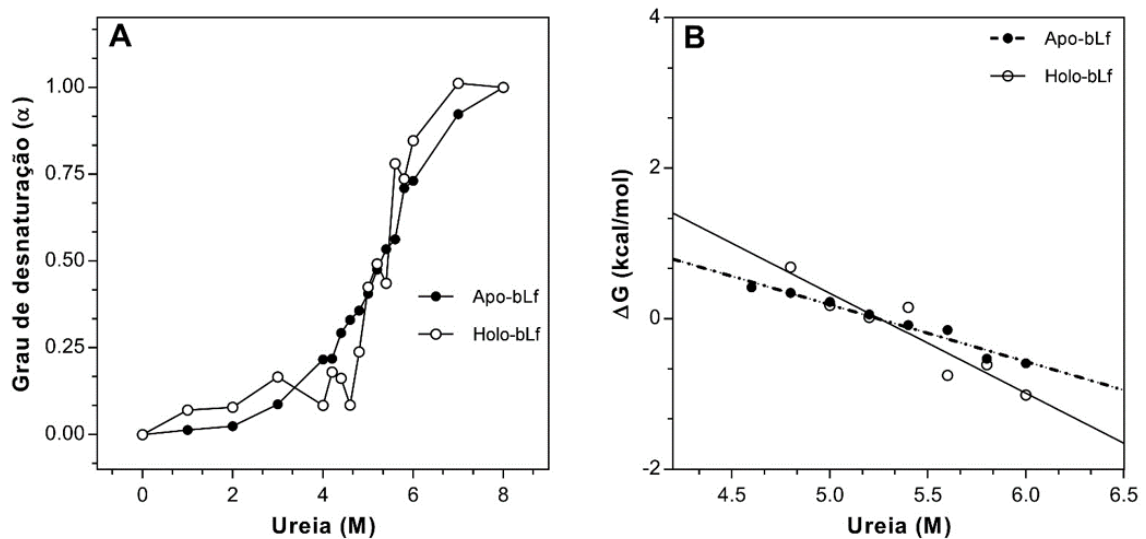 A
1.00
0.75
0.50
0.25
0.00
Grau de desnaturação (α)
Apo-bLf
Holo-bLf
0 2 4 6 8
Ureia (M)
B
Apo-bLf
Holo-bLf
4
2
0
-2
ΔG (kcal/mol)
4.5 5.0 5.5 6.0 6.5
Ureia (M)